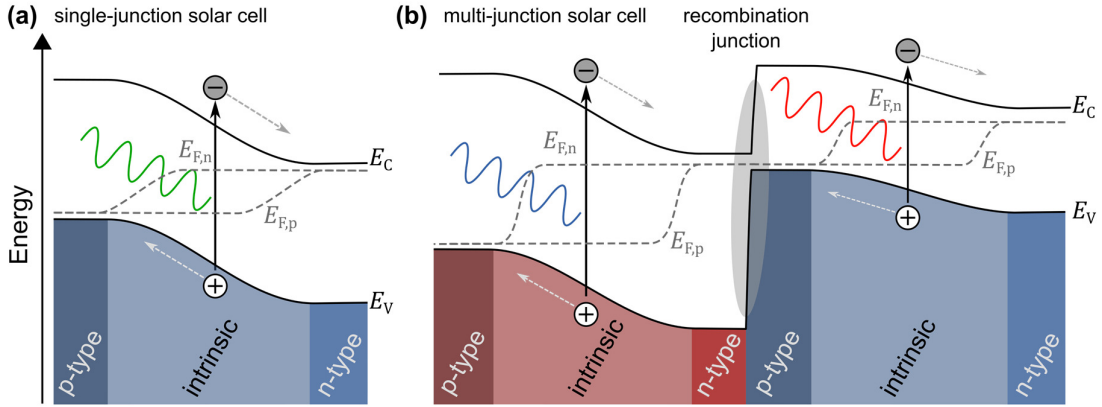 (a) single-junction solar cell
Energy
E_F,n
E_F,p
E_C
E_V
p-type
intrinsic
n-type
(b) multi-junction solar cell
recombination
junction
E_F,n
E_F,p
E_F,n
E_F,p
E_C
E_V
p-type
intrinsic
n-type
p-type
intrinsic
n-type